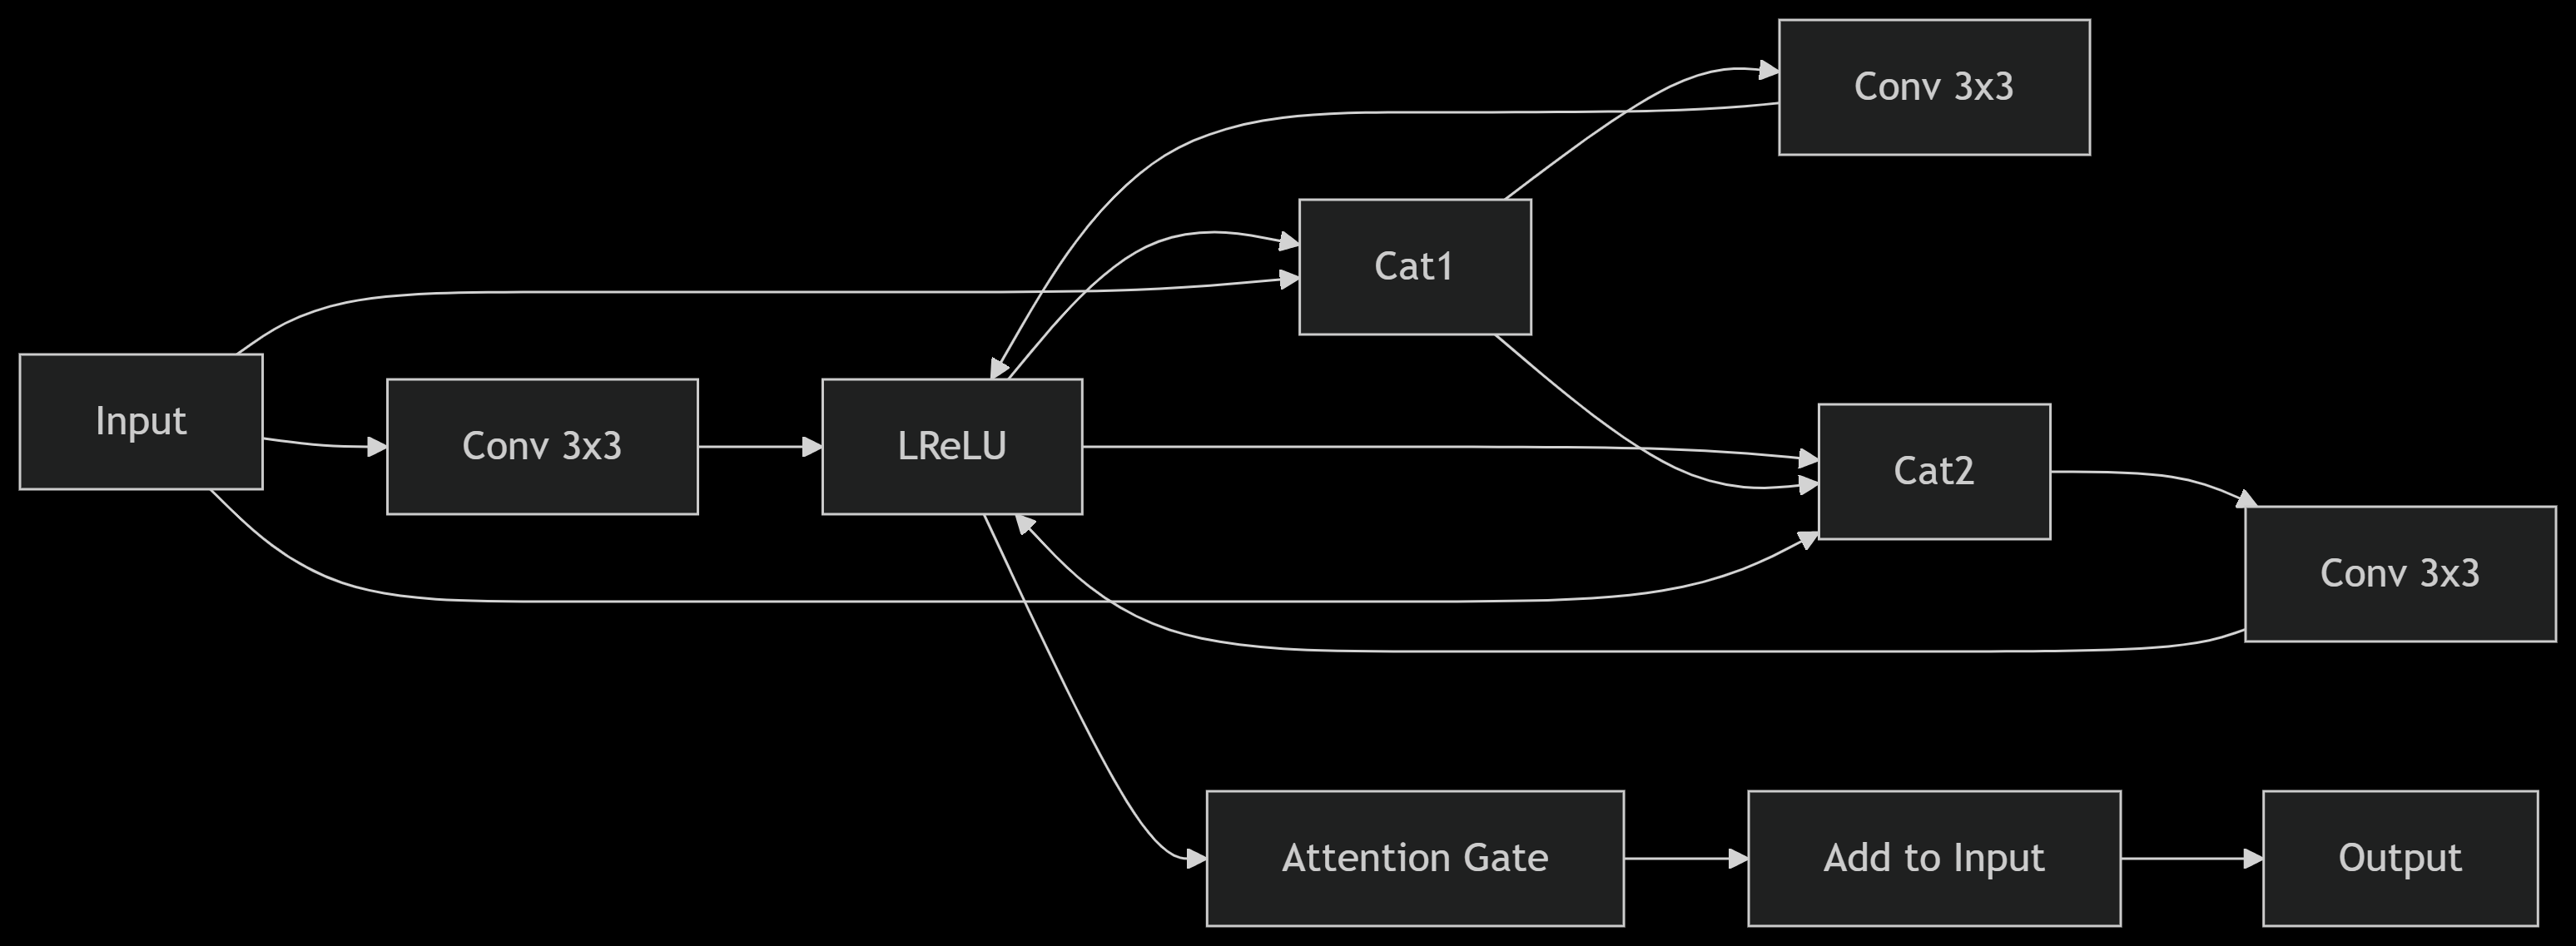 Conv 3x3
Cat1
Input
Conv 3x3
LReLU
Cat2
Conv 3x3
Attention Gate
Add to Input
Output